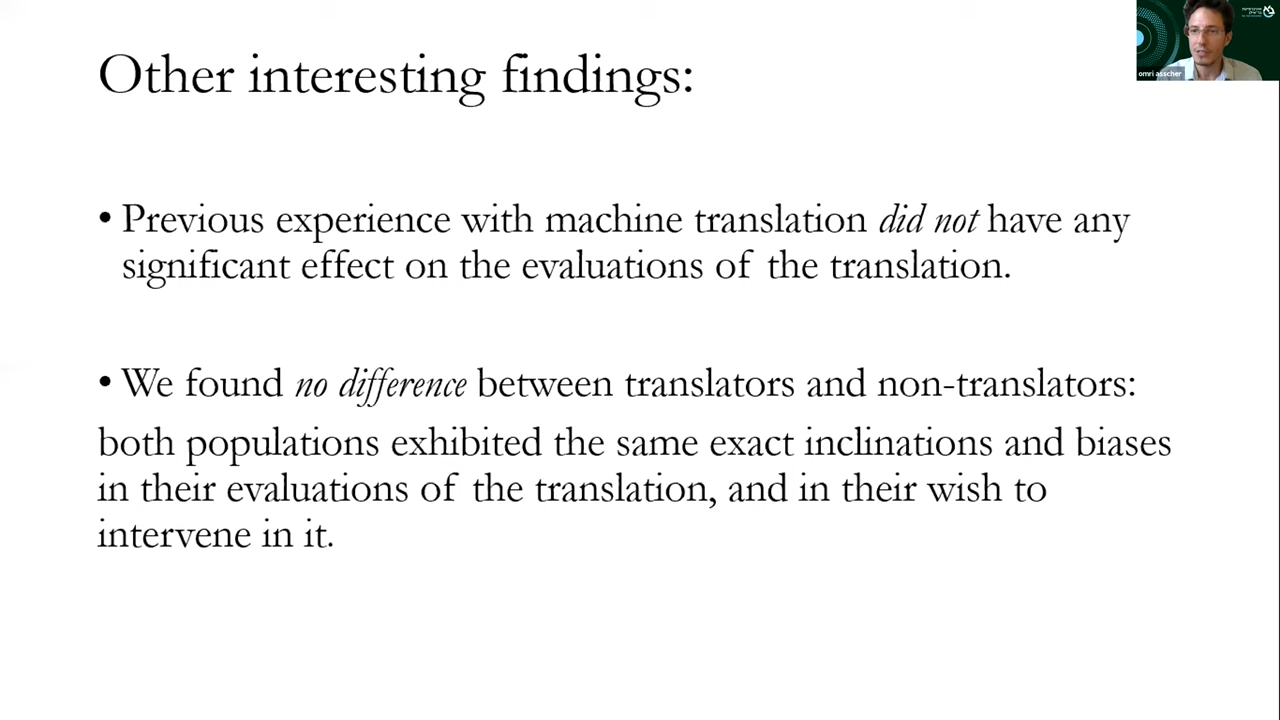 Other interesting findings:
• Previous experience with machine translation did not have any
significant effect on the evaluations of the translation.
• We found no difference between translators and non-translators:
both populations exhibited the same exact inclinations and biases
in their evaluations of the translation, and in their wish to
intervene in it.
omri asscher